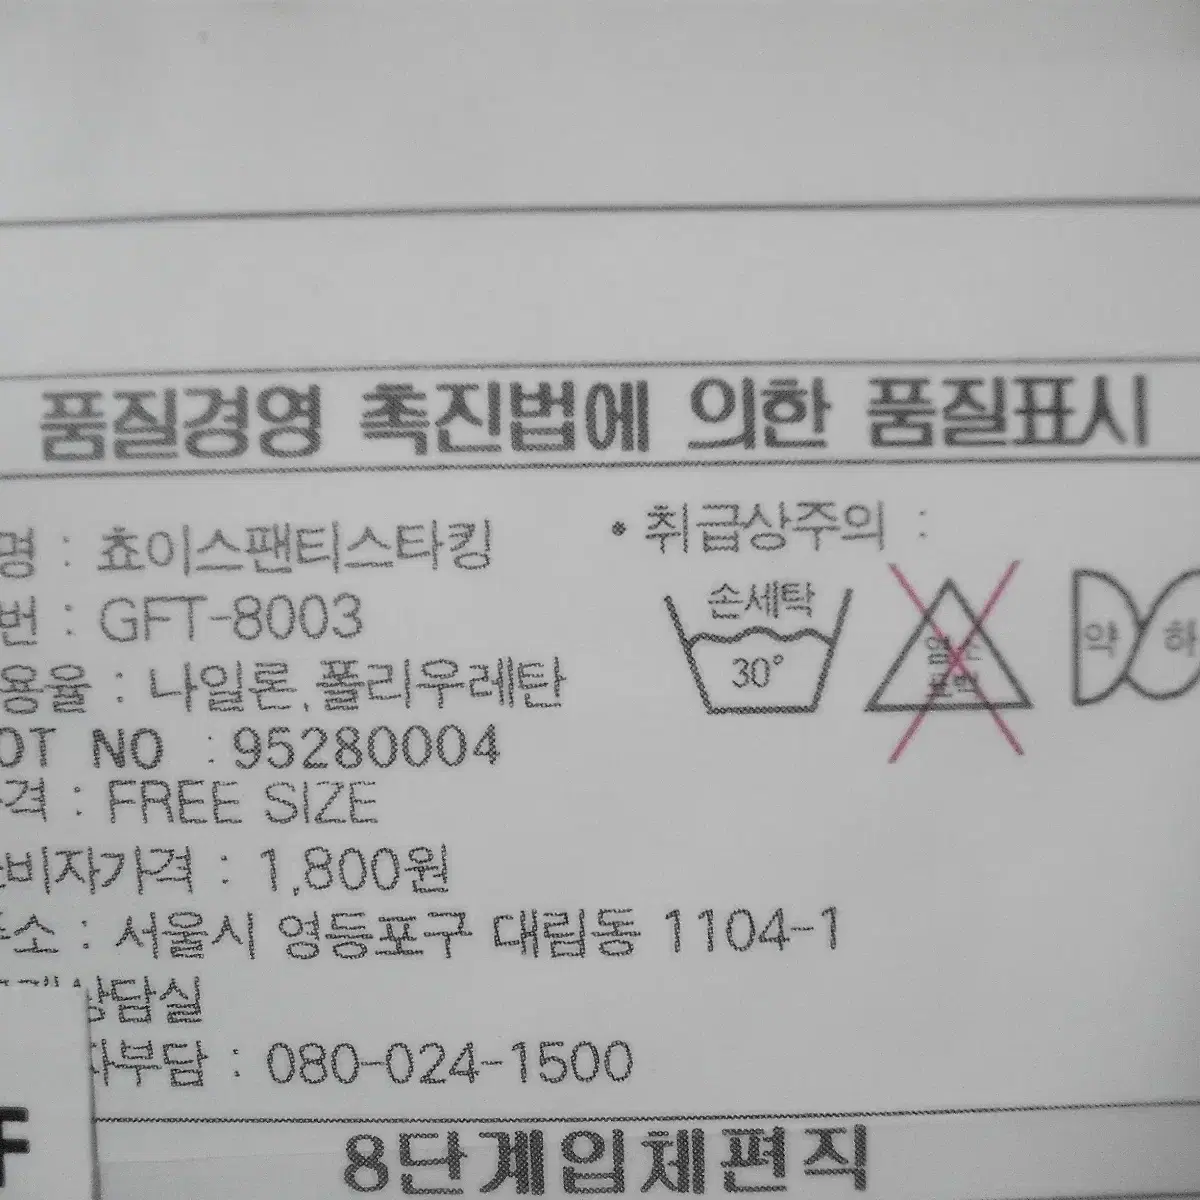 품질경영 촉진법에 의한 품질표시
명 : 쵸이스팬티스타킹
번 : GFT-8003
용율 : 나일론,폴리우레탄
OT NO : 95280004
격 : FREE SIZE
비자가격 : 1,800원
소 : 서울시 영등포구 대림동 1104-1
상담실
자부담 : 080-024-1500
• 취급상주의 :
손세탁
30°
약 하
8단계입체편직